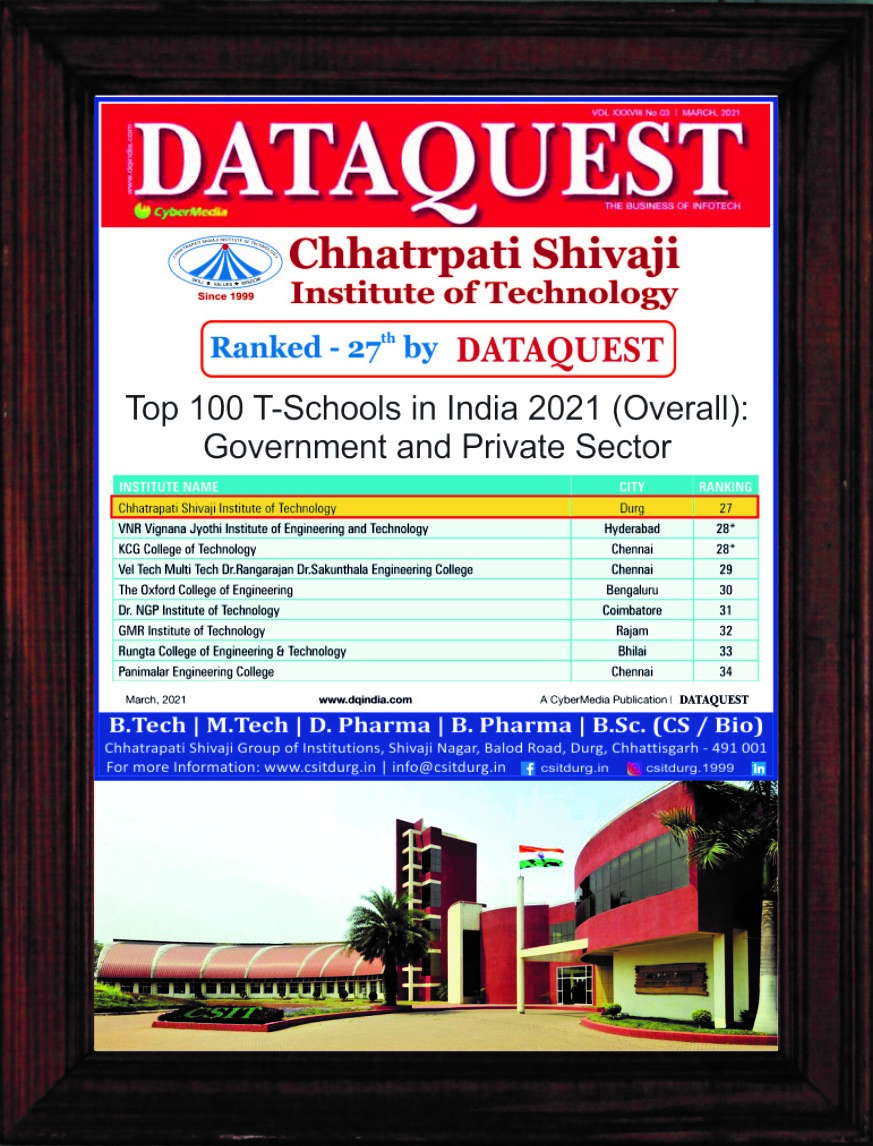 VOL XXXVIII No 03 | MARCH, 2021
www.dqindia.com
DATAQUEST
CyberMedia
THE BUSINESS OF INFOTECH
CHHATRAPATI SHIVAJI INSTITUTE OF TECHNOLOGY
SKILL ★ VALUES ★ WISDOM
Since 1999
Chhatrpati Shivaji
Institute of Technology
Ranked - 27th by DATAQUEST
Top 100 T-Schools in India 2021 (Overall):
Government and Private Sector
INSTITUTE NAME CITY RANKING
Chhatrapati Shivaji Institute of Technology Durg 27
VNR Vignana Jyothi Institute of Engineering and Technology Hyderabad 28*
KCG College of Technology Chennai 28*
Vel Tech Multi Tech Dr.Rangarajan Dr.Sakunthala Engineering College Chennai 29
The Oxford College of Engineering Bengaluru 30
Dr. NGP Institute of Technology Coimbatore 31
GMR Institute of Technology Rajam 32
Rungta College of Engineering & Technology Bhilai 33
Panimalar Engineering College Chennai 34
March, 2021 www.dqindia.com A CyberMedia Publication | DATAQUEST
B.Tech | M.Tech | D. Pharma | B. Pharma | B.Sc. (CS / Bio)
Chhatrapati Shivaji Group of Institutions, Shivaji Nagar, Balod Road, Durg, Chhattisgarh - 491 001
For more Information: www.csitdurg.in | info@csitdurg.in f csitdurg.in csitdurg.1999 in
CSIT